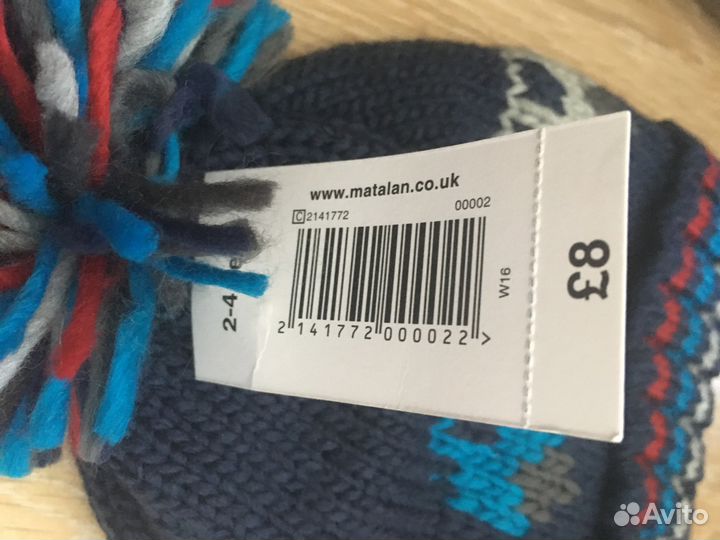 www.matalan.co.uk
C 2141772 00002
2 141772 000022 >
W16
£8
2-4
Avito